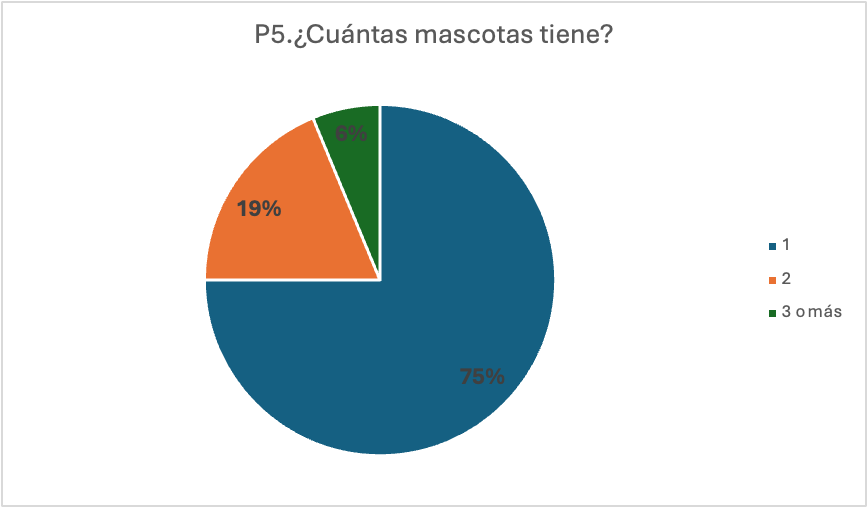 P5.¿Cuántas mascotas tiene?
6%
19%
75%
1
2
3 o más